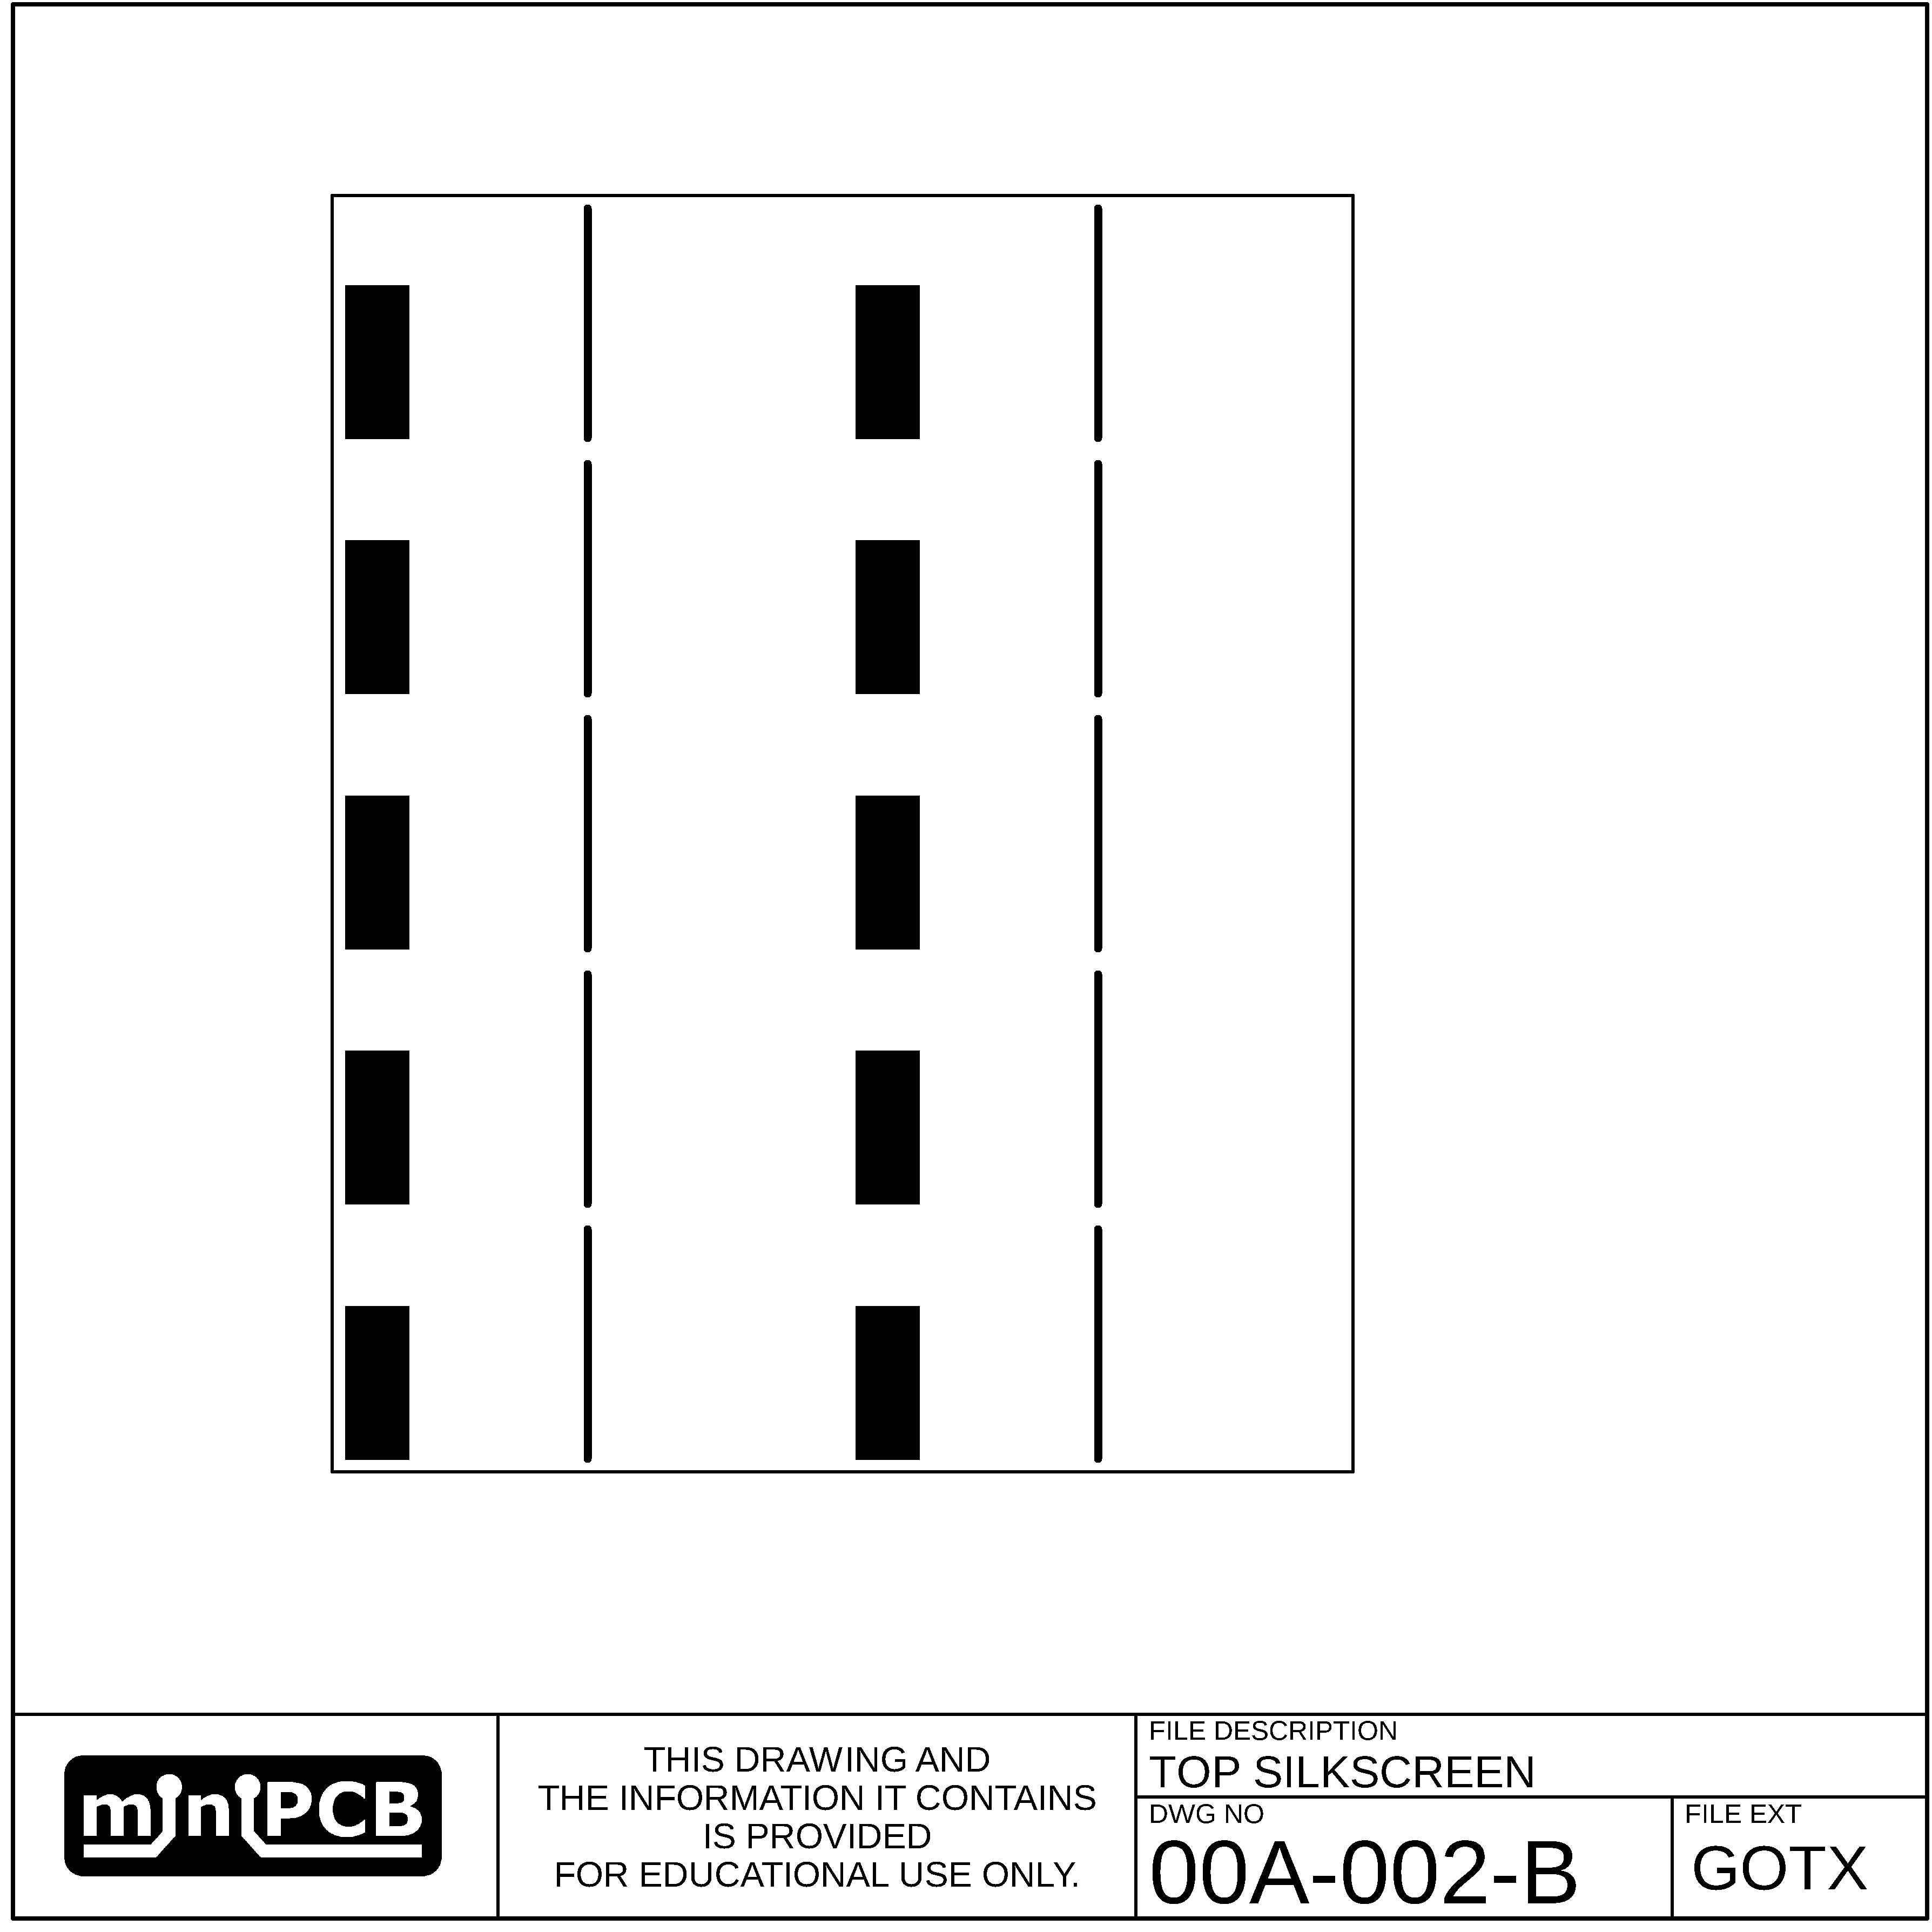 miniPCB
THIS DRAWING AND
THE INFORMATION IT CONTAINS
IS PROVIDED
FOR EDUCATIONAL USE ONLY.
FILE DESCRIPTION
TOP SILKSCREEN
DWG NO
00A-002-B
FILE EXT
GOTX